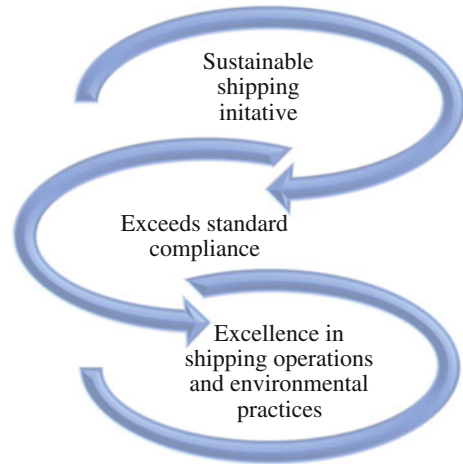 Sustainable
shipping
initative
Exceeds standard
compliance
Excellence in
shipping operations
and environmental
practices